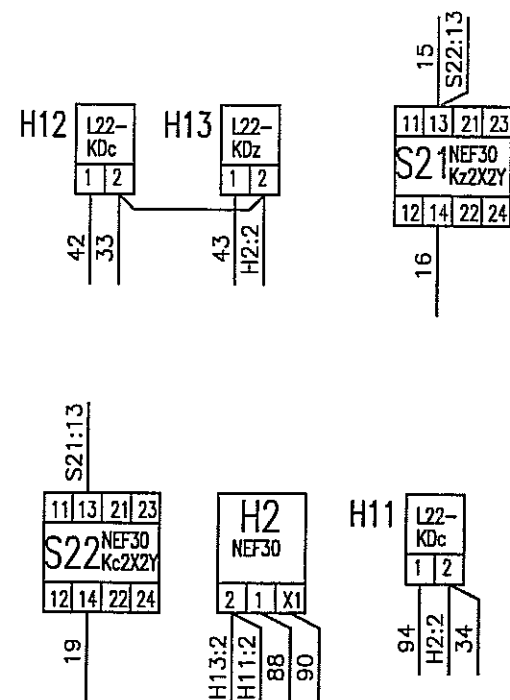 H12
L22-
KDc
1 2
42
33
H13
L22-
KDz
1 2
43
H2:2
15
S22:13
11 13 21 23
S21 NEF30
Kz2X2Y
12 14 22 24
16
S21:13
11 13 21 23
S22 NEF30
Kc2X2Y
12 14 22 24
19
H2
NEF30
2 1 X1
H13:2
H11:2
88
90
H11
L22-
KDc
1 2
94
H2:2
34